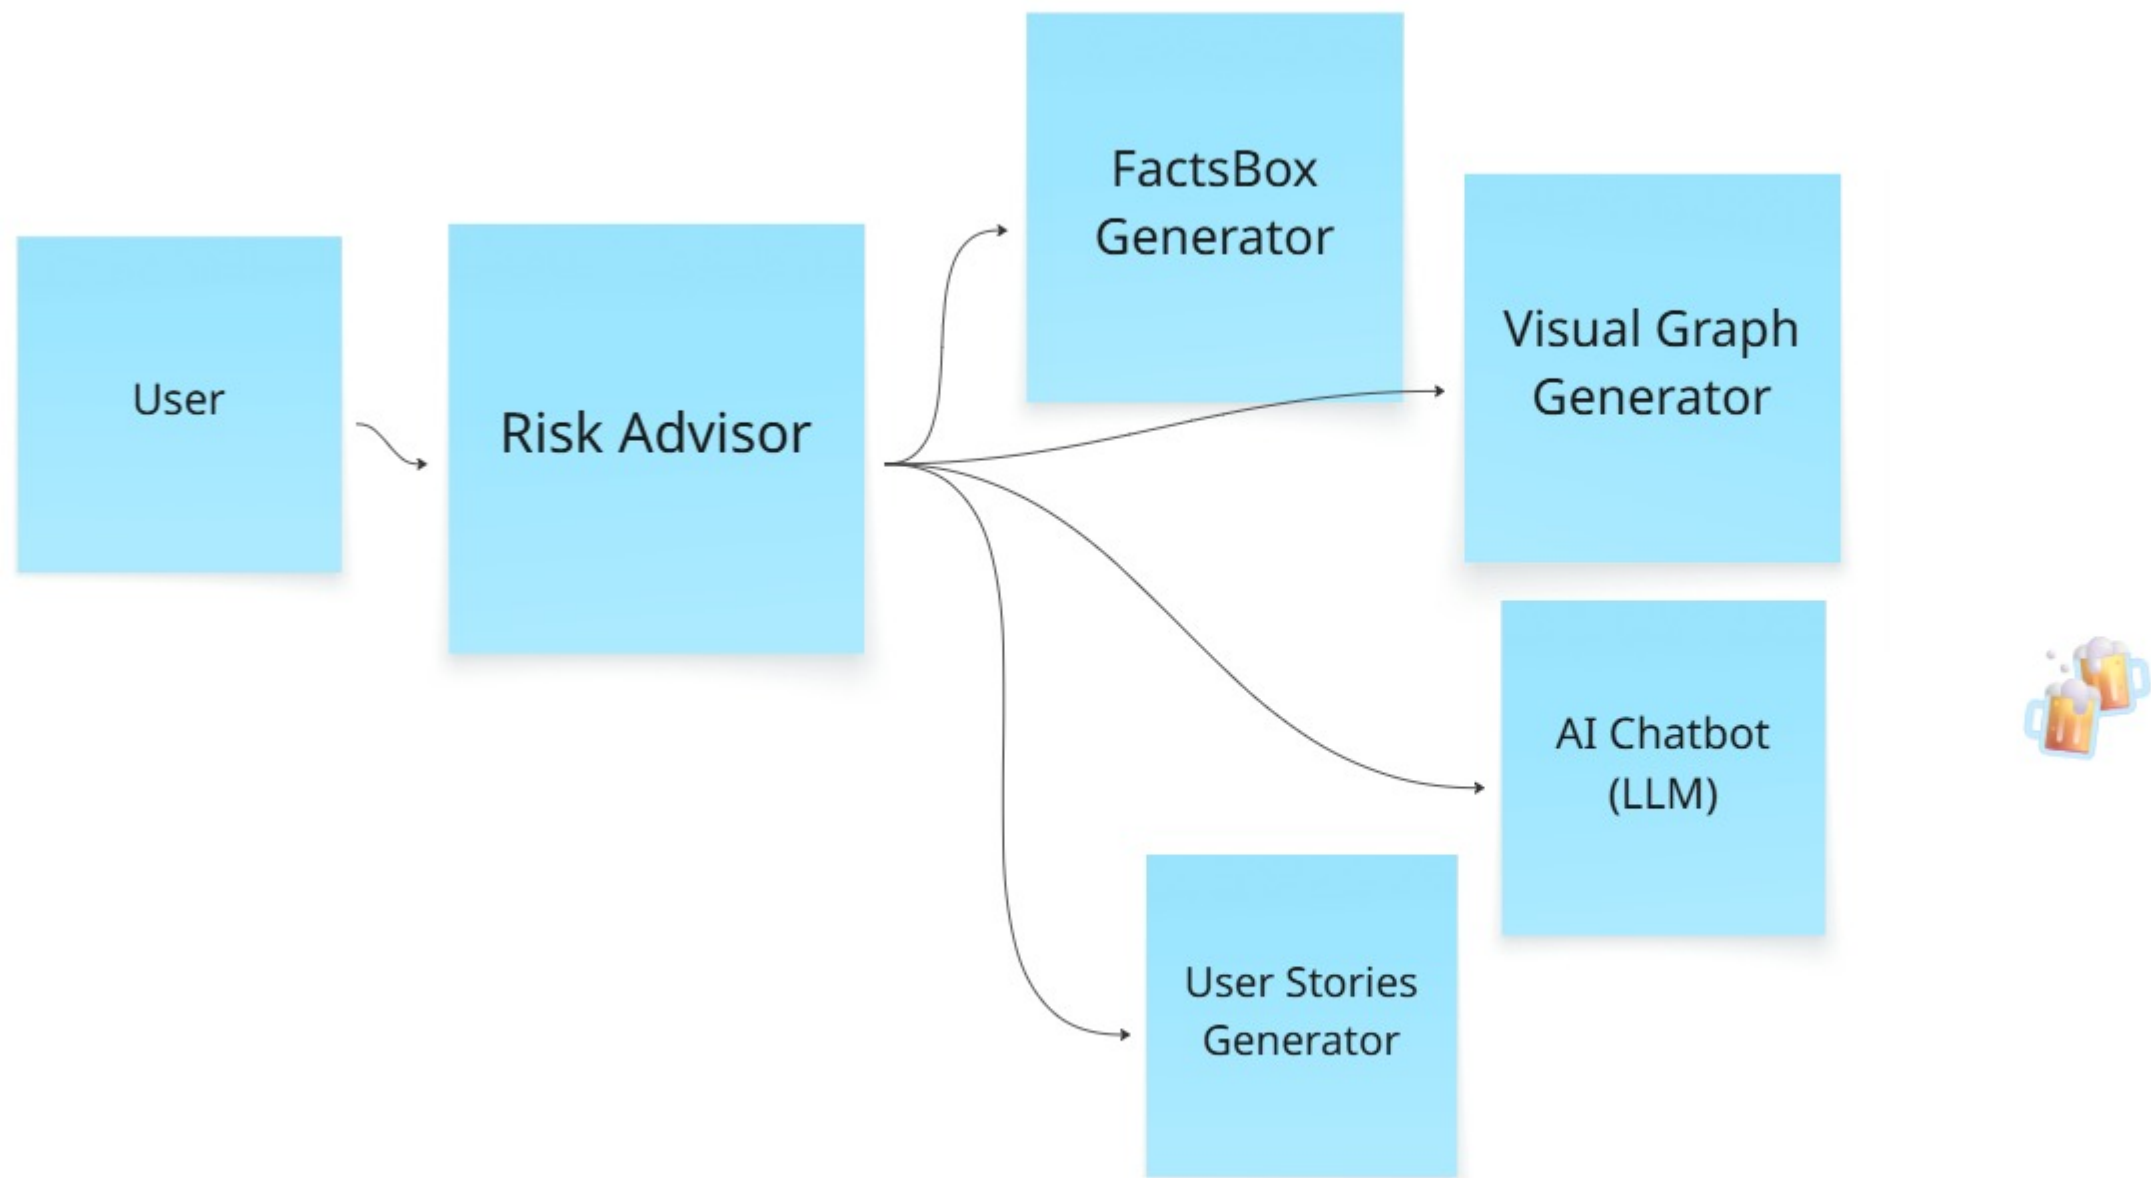 User
Risk Advisor
FactsBox
Generator
Visual Graph
Generator
AI Chatbot
(LLM)
User Stories
Generator